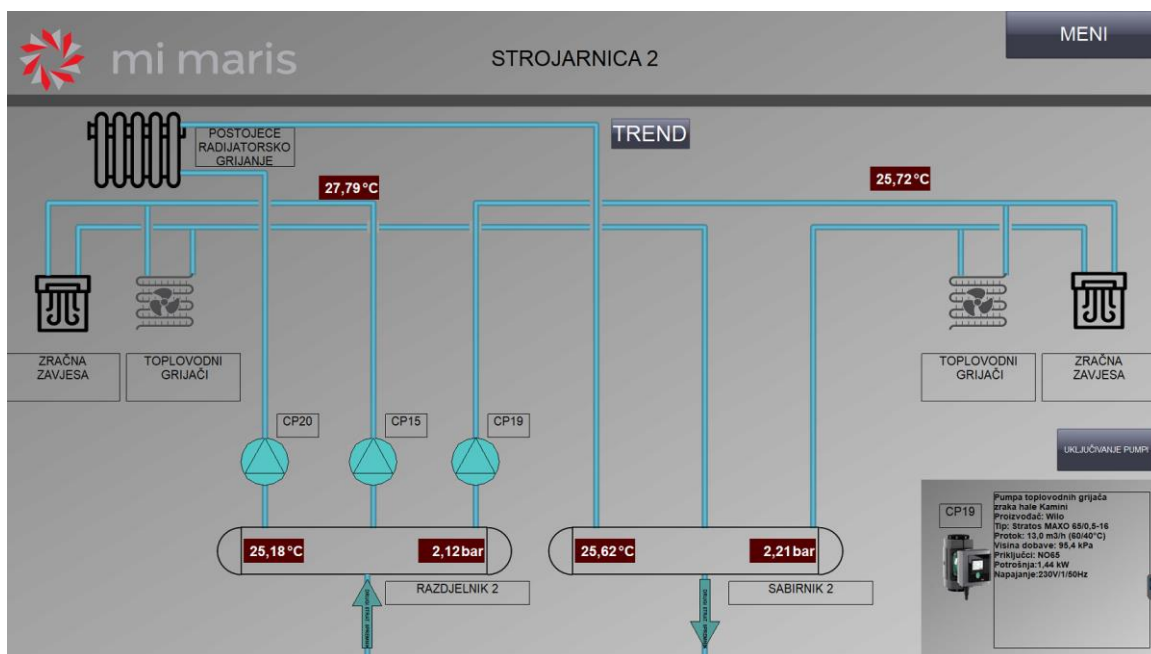 mi maris
STROJARNICA 2
MENI
POSTOJEĆE
RADIJATORSKO
GRIJANJE
TREND
27,79 °C
25,72 °C
ZRAČNA
ZAVJESA
TOPLOVODNI
GRIJAČI
TOPLOVODNI
GRIJAČI
ZRAČNA
ZAVJESA
CP20
CP15
CP19
UKLJUČIVANJE PUMPI
25,18 °C
2,12 bar
25,62 °C
2,21 bar
RAZDJELNIK 2
SABIRNIK 2
CP19
Pumpa toplovodnih grijača
zraka hale Kamini
Proizvođač: Wilo
Tip: Stratos MAXO 65/0,5-16
Protok: 13,0 m3/h (60/40°C)
Visina dobave: 95,4 kPa
Priključci: NO65
Potrošnja:1,44 kW
Napajanje:230V/1/50Hz